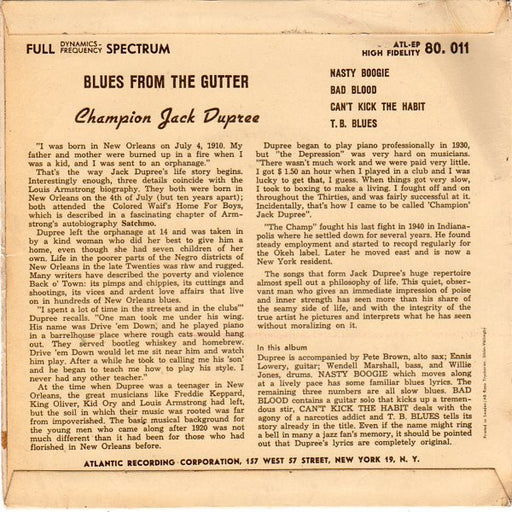 FULL DYNAMICS- FREQUENCY SPECTRUM
ATL-EP
HIGH FIDELITY 80. 011
BLUES FROM THE GUTTER
Champion Jack Dupree
NASTY BOOGIE
BAD BLOOD
CAN'T KICK THE HABIT
T. B. BLUES
"I was born in New Orleans on July 4, 1910. My
father and mother were burned up in a fire when I
was a kid, and I was sent to an orphanage."
That's the way Jack Dupree's life story begins.
Interestingly enough, three details coincide with the
Louis Armstrong biography. They both were born in
New Orleans on the 4th of July (but ten years apart);
both attended the Colored Waif's Home For Boys,
which is described in a fascinating chapter of Arm-
strong's autobiography Satchmo.
Dupree left the orphanage at 14 and was taken in
by a kind woman who did her best to give him a
home, even though she had seven children of her
own. Life in the poorer parts of the Negro districts of
New Orleans in the late Twenties was raw and rugged.
Many writers have described the poverty and violence
Back o' Town: its pimps and chippies, its cuttings and
shootings, its vices and ardent love affairs that live
on in hundreds of New Orleans blues.
"I spent a lot of time in the streets and in the club"
Dupree recalls. "One man took me under his wing.
His name was Drive 'em Down, and he played piano
in a barrelhouse place where rough cats would hang
out. They served bootleg whiskey and homebrew.
Drive 'em Down would let me sit near him and watch
him play. After a while he took to calling me his 'son'
and he began to teach me how to play his style. I
never had any other teacher."
At the time when Dupree was a teenager in New
Orleans, the great musicians like Freddie Keppard,
King Oliver, Kid Ory and Louis Armstrong had left,
but the soil in which their music was rooted was far
from impoverished. The basic musical background for
the young men who came along after 1920 was not
much different than it had been for those who had
florished in New Orleans before.
Dupree began to play piano professionally in 1930,
but "the Depression" was very hard on musicians.
"There wasn't much work and we were paid very little.
I got $ 1.50 an hour when I played in a club and I was
lucky to get that, I guess. When things got very slow,
I took to boxing to make a living. I fought off and on
throughout the Thirties, and was fairly successful at it.
Incidentally, that's how I came to be called 'Champion'
Jack Dupree".
"The Champ" fought his last fight in 1940 in Indiana-
polis where he settled down for several years. He found
steady employment and started to record regularly for
the Okeh label. Later he moved east and is now a
New York resident.
The songs that form Jack Dupree's huge repertoire
almost spell out a philosophy of life. This quiet, obser-
vant man who gives an immediate impression of poise
and inner strength has seen more than his share of
the seamy side of life, and with the integrity of the
true artist he pictures and interprets what he has seen
without moralizing on it.
In this album
Dupree is accompanied by Pete Brown, alto sax; Ennis
Lowery, guitar; Wendell Marshall, bass, and Willie
Jones, drums. NASTY BOOGIE which moves along
at a lively pace has some familiar blues lyrics. The
remaining three numbers are all slow blues. BAD
BLOOD contains a guitar solo that kicks up a tremen-
dous stir, CAN'T KICK THE HABIT deals with the
agony of a narcotics addict and T. B. BLUES tells its
story already in the title. Even if the name might ring
a bell in many a jazz fan's memory, it should be pointed
out that Dupree's lyrics are completely original.
ATLANTIC RECORDING CORPORATION, 157 WEST 57 STREET, NEW YORK 19, N. Y.